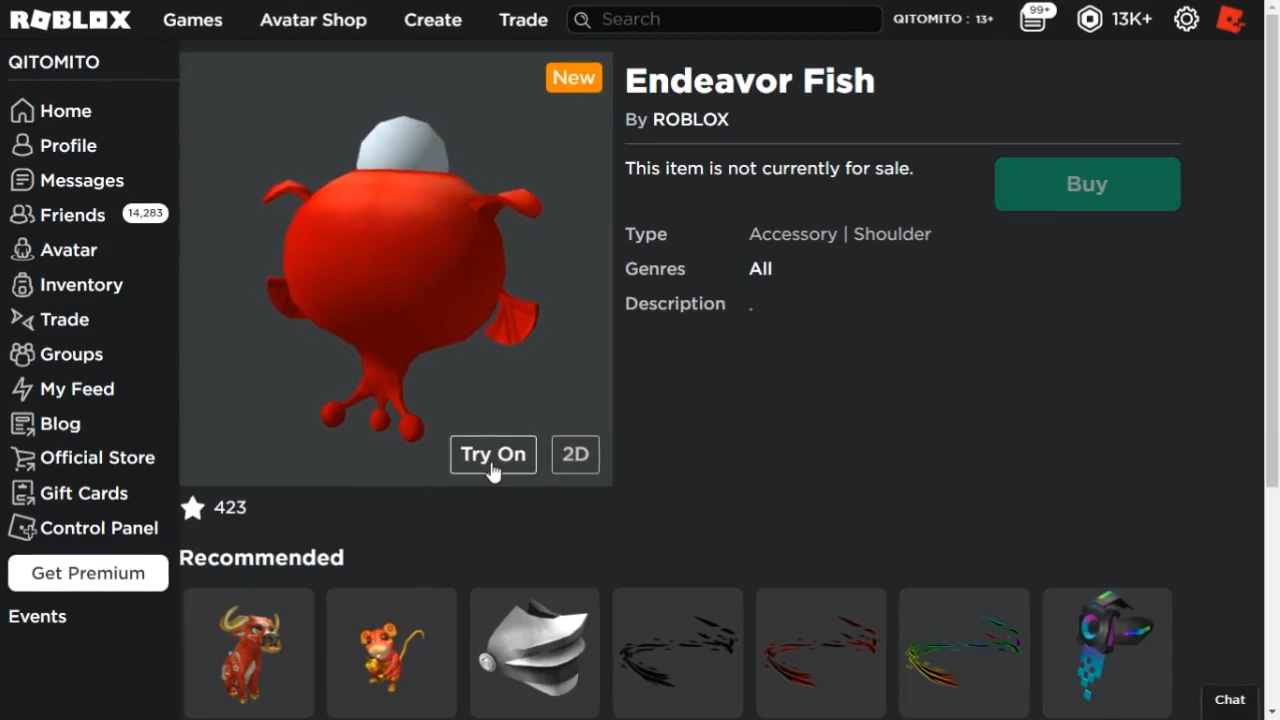 ROBLOX Games Avatar Shop Create Trade Search QITOMITO : 13+ 99+ 13K+
QITOMITO
Home
Profile
Messages
Friends 14,283
Avatar
Inventory
Trade
Groups
My Feed
Blog
Official Store
Gift Cards
Control Panel
Get Premium
Events
New
Try On 2D
423
Endeavor Fish
By ROBLOX
This item is not currently for sale.
Buy
Type Accessory | Shoulder
Genres All
Description .
Recommended
Chat